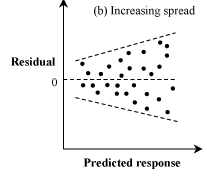 (b) Increasing spread
Residual
0
Predicted response